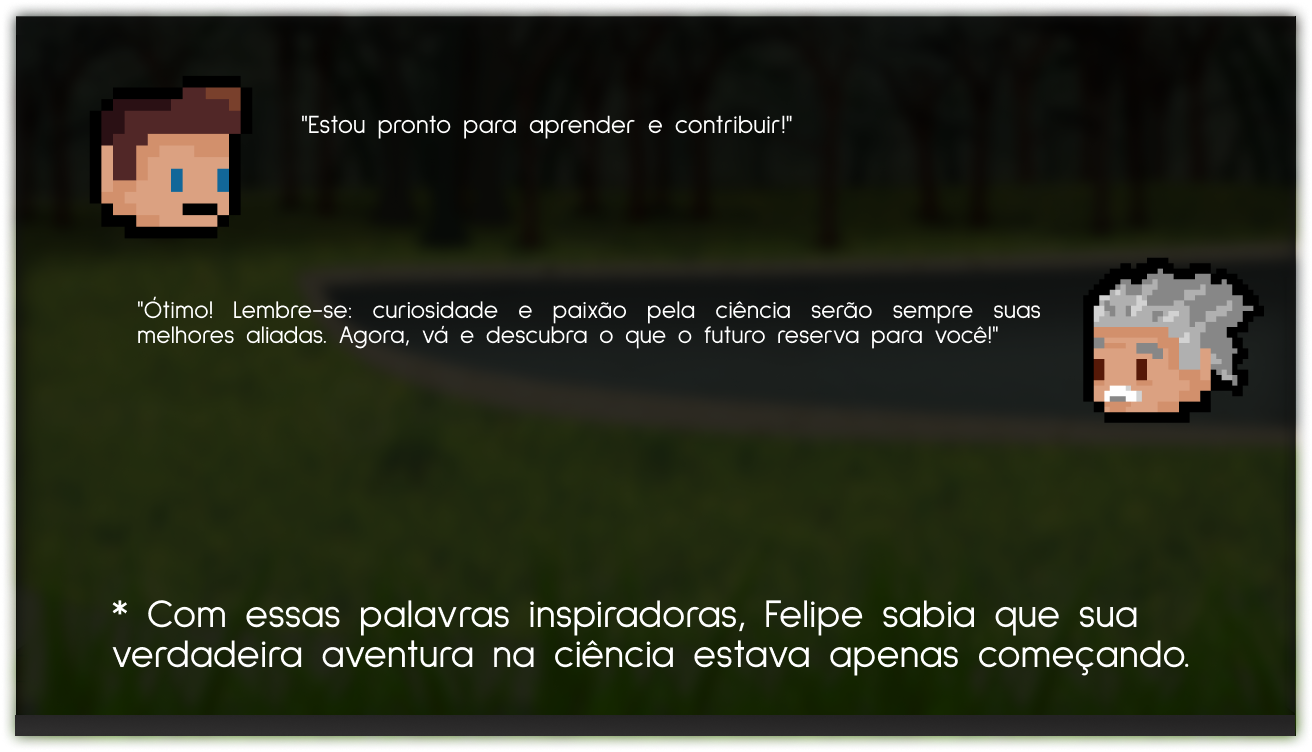 "Estou pronto para aprender e contribuir!"
"Ótimo! Lembre-se: curiosidade e paixão pela ciência serão sempre suas
melhores aliadas. Agora, vá e descubra o que o futuro reserva para você!"
* Com essas palavras inspiradoras, Felipe sabia que sua
verdadeira aventura na ciência estava apenas começando.